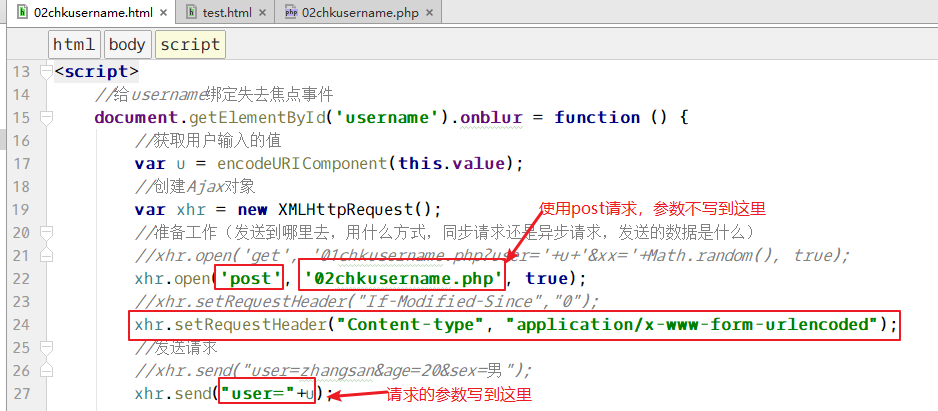 02chkusername.html × test.html × 02chkusername.php ×
html body script
13 <script>
14 //给username绑定失去焦点事件
15 document.getElementById('username').onblur = function () {
16 //获取用户输入的值
17 var u = encodeURIComponent(this.value);
18 //创建Ajax对象
19 var xhr = new XMLHttpRequest();
使用post请求，参数不写到这里
20 //准备工作（发送到哪里去，用什么方式，同步请求还是异步请求，发送的数据是什么）
21 //xhr.open('get', '01chkusername.php?user='+u+'&xx='+Math.random(), true);
22 xhr.open('post', '02chkusername.php', true);
23 //xhr.setRequestHeader("If-Modified-Since","0");
24 xhr.setRequestHeader("Content-type", "application/x-www-form-urlencoded");
25 //发送请求
26 //xhr.send("user=zhangsan&age=20&sex=男");
27 xhr.send("user="+u); 请求的参数写到这里